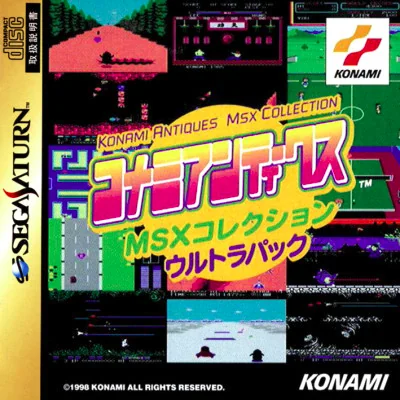 COMPACT
disc
取扱説明書
SEGA SATURN
TM
KONAMI
KONAMI ANTIQUES MSX COLLECTION
コナミアンティークス
TM
MSXコレクション
ウルトラパック
©1998 KONAMI ALL RIGHTS RESERVED.
KONAMI